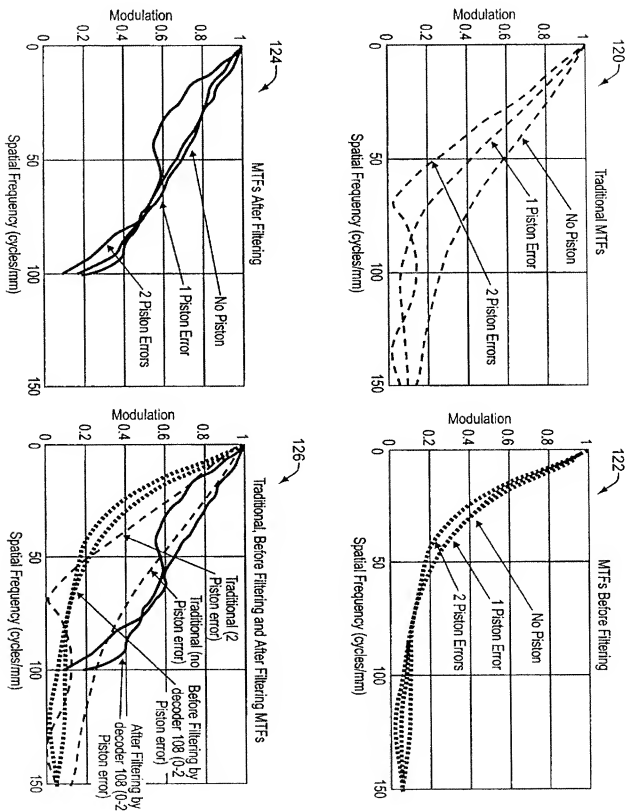 120
Traditional MTFs
Modulation
1
0.8
0.6
0.4
0.2
0
0
50
100
150
No Piston
1 Piston Error
2 Piston Errors
Spatial Frequency (cycles/mm)
122
MTFs Before Filtering
Modulation
1
0.8
0.6
0.4
0.2
0
0
50
100
150
No Piston
1 Piston Error
2 Piston Errors
Spatial Frequency (cycles/mm)
124
MTFs After Filtering
Modulation
1
0.8
0.6
0.4
0.2
0
0
50
100
150
No Piston
1 Piston Error
2 Piston Errors
Spatial Frequency (cycles/mm)
126
Traditional, Before Filtering and After Filtering MTFs
Modulation
1
0.8
0.6
0.4
0.2
0
0
50
100
150
After Filtering by
decoder 108 (0-2
Piston error)
Before Filtering by
decoder 108 (0-2
Piston error)
Traditional (no
Piston error)
Traditional (2
Piston error)
Spatial Frequency (cycles/mm)